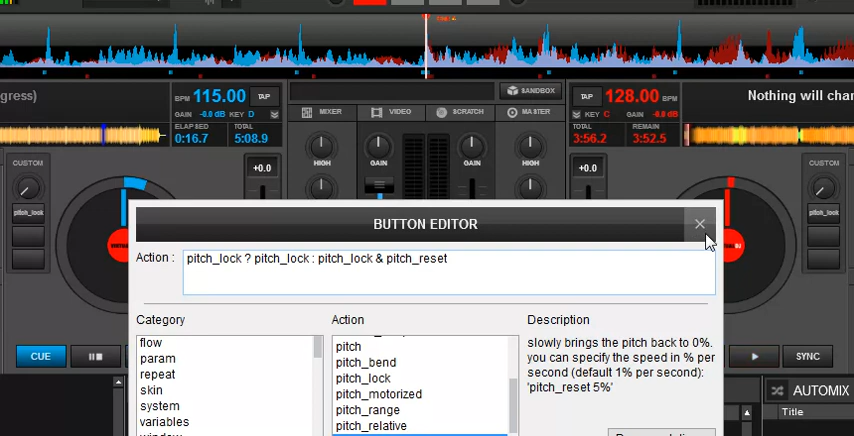 SANDBOX
gress)
BPM 115.00 TAP
GAIN -0.0 dB KEY D
ELAPSED TOTAL
0:16.7 5:08.9
MIXER VIDEO SCRATCH MASTER
TAP 128.00 BPM
KEY C GAIN -0.0 dB
TOTAL REMAIN
3:56.2 3:52.5
Nothing will cha
CUSTOM
pitch_lock
+0.0
HIGH GAIN GAIN HIGH
+0.0
CUSTOM
pitch_lock
BUTTON EDITOR
Action :
pitch_lock ? pitch_lock : pitch_lock & pitch_reset
Category
flow
param
repeat
skin
system
variables
window
Action
pitch
pitch_bend
pitch_lock
pitch_motorized
pitch_range
pitch_relative
Description
slowly brings the pitch back to 0%.
you can specify the speed in % per
second (default 1% per second):
'pitch_reset 5%'
CUE
SYNC
AUTOMIX
Title